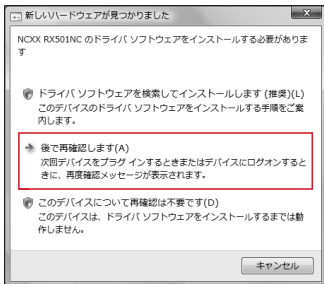 新しいハードウェアが見つかりました
NCXX RX501NC のドライバ ソフトウェアをインストールする必要がありま
す
ドライバ ソフトウェアを検索してインストールします (推奨)(L)
このデバイスのドライバ ソフトウェアをインストールする手順をご案
内します。
後で再確認します(A)
次回デバイスをプラグ インするときまたはデバイスにログオンすると
きに、再度確認メッセージが表示されます。
このデバイスについて再確認は不要です(D)
このデバイスは、ドライバ ソフトウェアをインストールするまでは動
作しません。
キャンセル